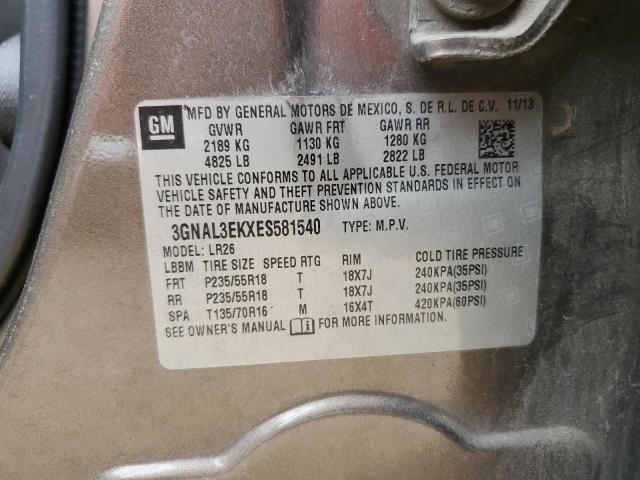 MFD BY GENERAL MOTORS DE MEXICO, S. DE R.L. DE C.V. 11/13
GM
GVWR GAWR FRT GAWR RR
2189 KG 1130 KG 1280 KG
4825 LB 2491 LB 2822 LB
THIS VEHICLE CONFORMS TO ALL APPLICABLE U.S. FEDERAL MOTOR
VEHICLE SAFETY AND THEFT PREVENTION STANDARDS IN EFFECT ON
THE DATE OF MANUFACTURE SHOWN ABOVE.
3GNAL3EKXES581540 TYPE: M.P.V.
MODEL: LR26
LBBM TIRE SIZE SPEED RTG RIM COLD TIRE PRESSURE
FRT P235/55R18 T 18X7J 240KPA(35PSI)
RR P235/55R18 T 18X7J 240KPA(35PSI)
SPA T135/70R16 M 16X4T 420KPA(60PSI)
SEE OWNER'S MANUAL FOR MORE INFORMATION.